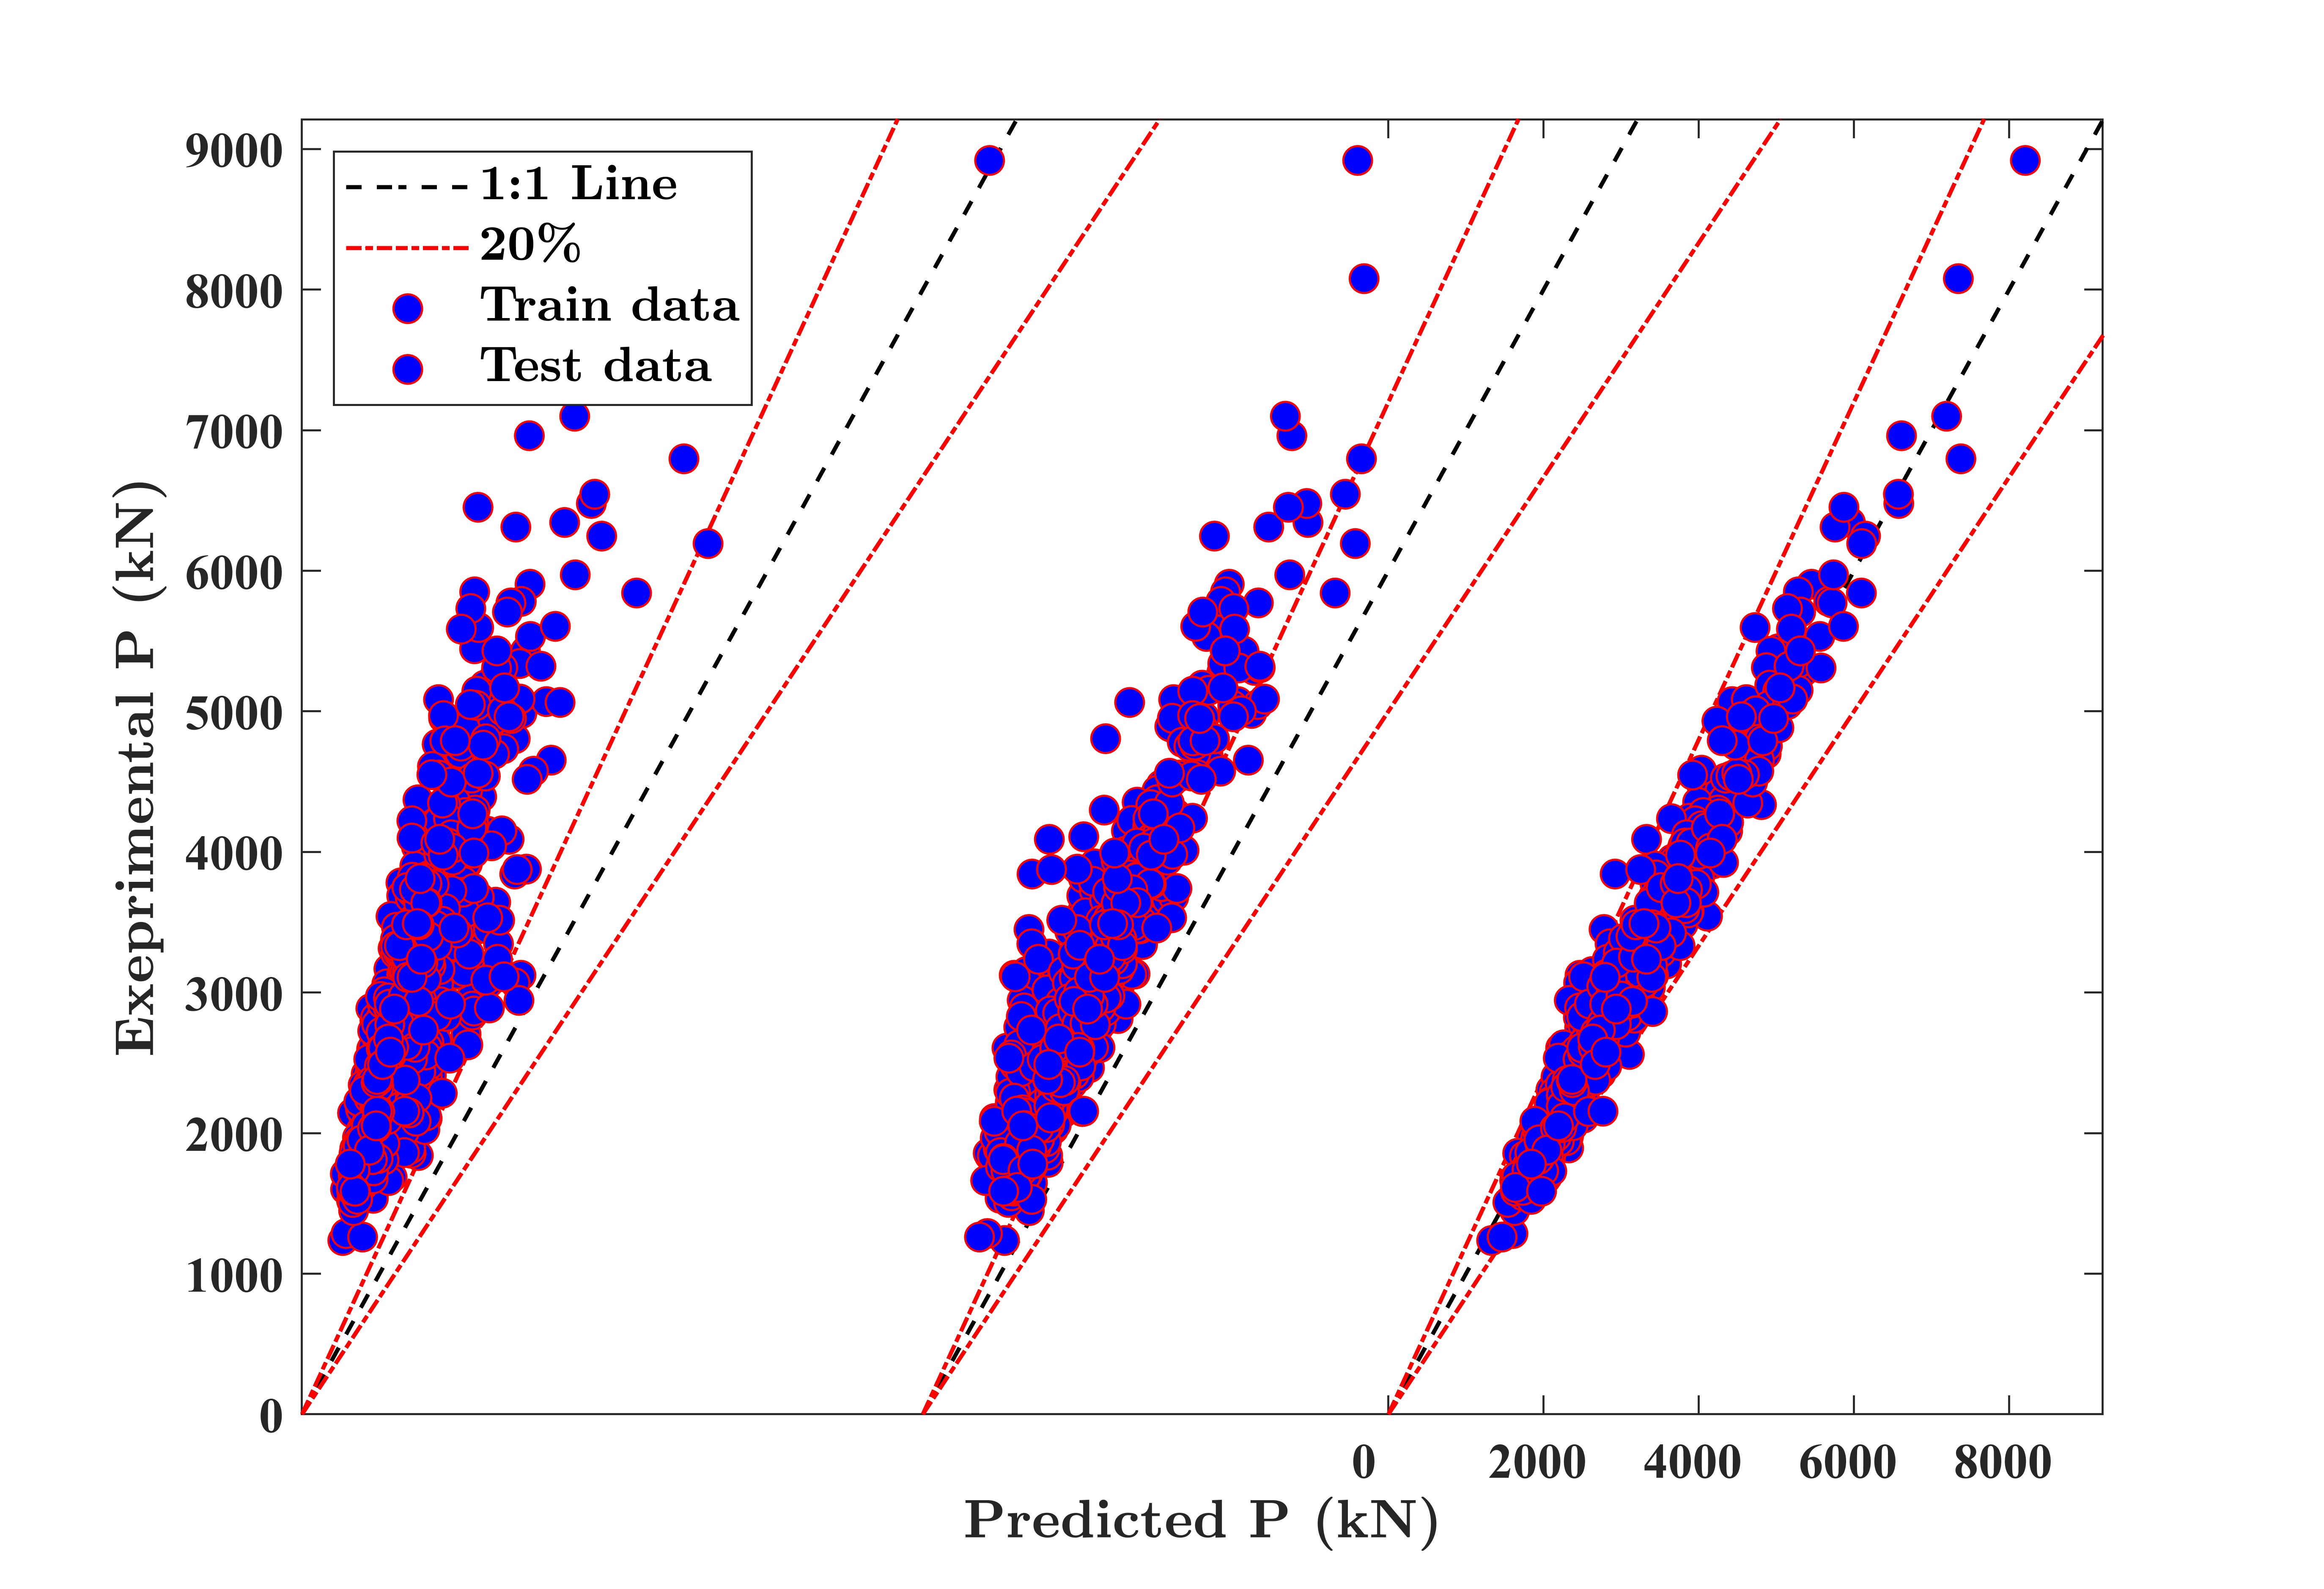 9000
8000
7000
6000
5000
4000
3000
2000
1000
0
Exeprimental P (kN)
1:1 Line
20%
Train data
Test data
0 2000 4000 6000 8000
Predicted P (kN)